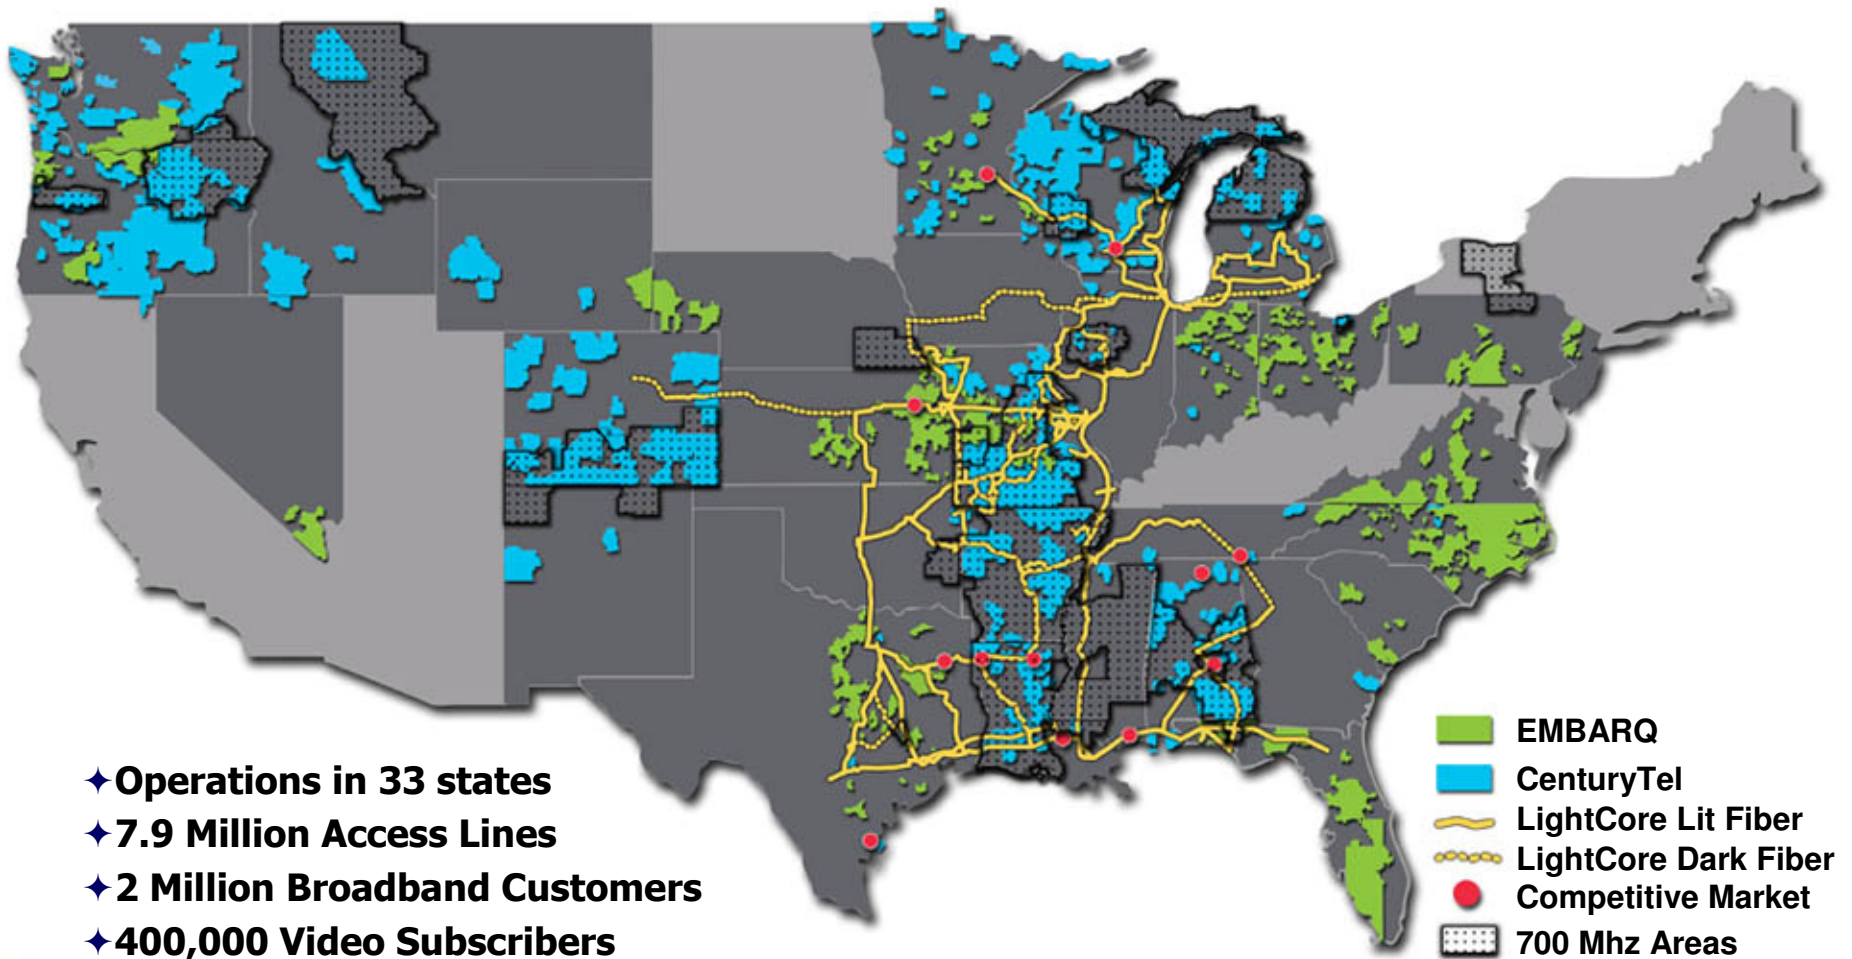 ✦Operations in 33 states
✦7.9 Million Access Lines
✦2 Million Broadband Customers
✦400,000 Video Subscribers
EMBARQ
CenturyTel
LightCore Lit Fiber
LightCore Dark Fiber
Competitive Market
700 Mhz Areas